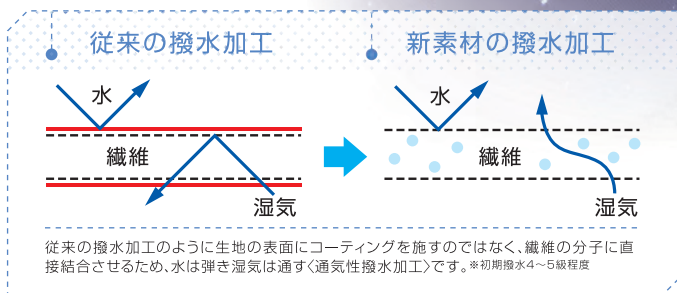 従来の撥水加工
新素材の撥水加工
水
繊維
湿気
水
繊維
湿気
従来の撥水加工のように生地の表面にコーティングを施すのではなく、繊維の分子に直
接結合させるため、水は弾き湿気は通す〈通気性撥水加工〉です。※初期撥水4〜5級程度